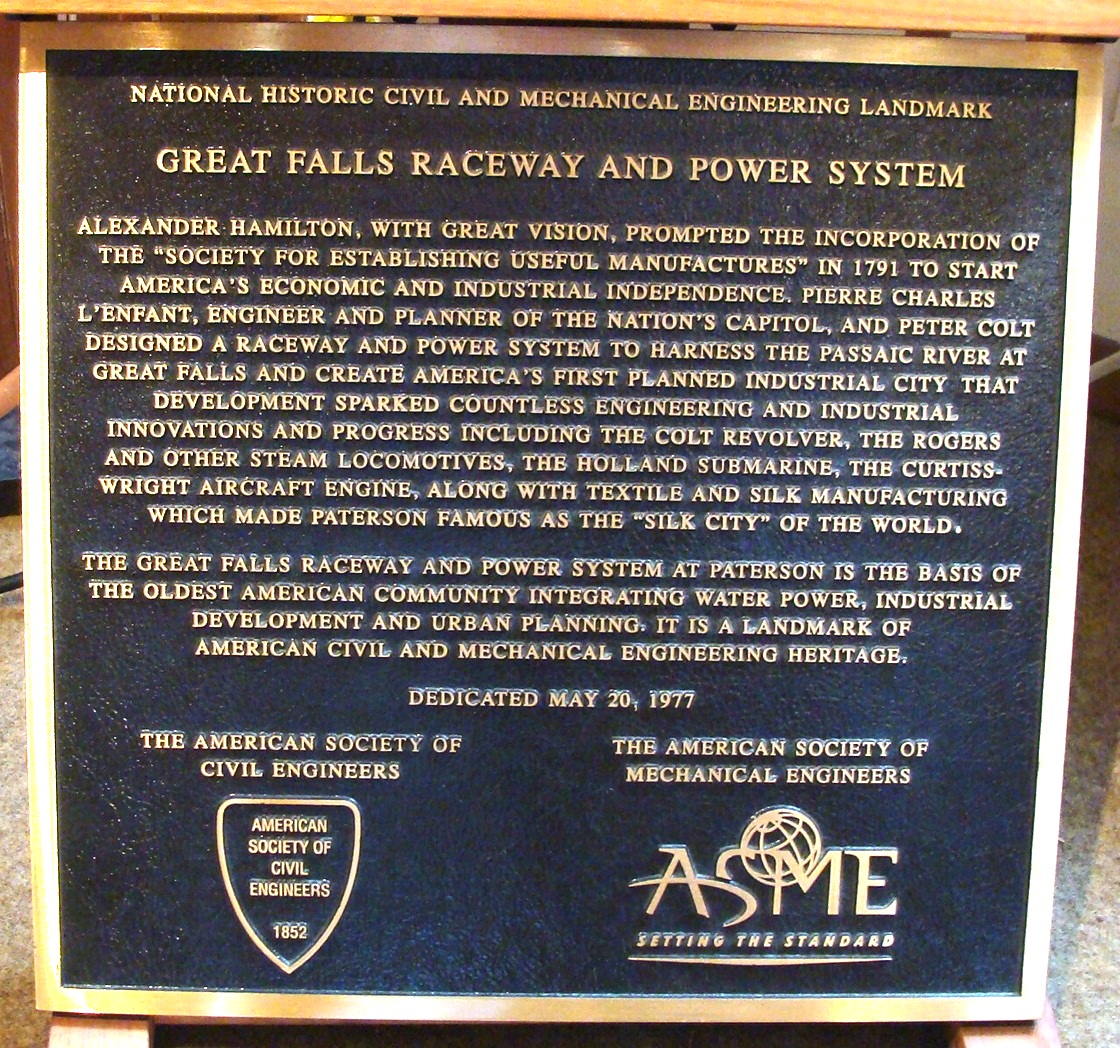 NATIONAL HISTORIC CIVIL AND MECHANICAL ENGINEERING LANDMARK
GREAT FALLS RACEWAY AND POWER SYSTEM
ALEXANDER HAMILTON, WITH GREAT VISION, PROMPTED THE INCORPORATION OF
THE "SOCIETY FOR ESTABLISHING USEFUL MANUFACTURES" IN 1791 TO START
AMERICA'S ECONOMIC AND INDUSTRIAL INDEPENDENCE. PIERRE CHARLES
L'ENFANT, ENGINEER AND PLANNER OF THE NATION'S CAPITOL, AND PETER COLT
DESIGNED A RACEWAY AND POWER SYSTEM TO HARNESS THE PASSAIC RIVER AT
GREAT FALLS AND CREATE AMERICA'S FIRST PLANNED INDUSTRIAL CITY THAT
DEVELOPMENT SPARKED COUNTLESS ENGINEERING AND INDUSTRIAL
INNOVATIONS AND PROGRESS INCLUDING THE COLT REVOLVER, THE ROGERS
AND OTHER STEAM LOCOMOTIVES, THE HOLLAND SUBMARINE, THE CURTISS-
WRIGHT AIRCRAFT ENGINE, ALONG WITH TEXTILE AND SILK MANUFACTURING
WHICH MADE PATERSON FAMOUS AS THE "SILK CITY" OF THE WORLD.
THE GREAT FALLS RACEWAY AND POWER SYSTEM AT PATERSON IS THE BASIS OF
THE OLDEST AMERICAN COMMUNITY INTEGRATING WATER POWER, INDUSTRIAL
DEVELOPMENT AND URBAN PLANNING. IT IS A LANDMARK OF
AMERICAN CIVIL AND MECHANICAL ENGINEERING HERITAGE.
DEDICATED MAY 20, 1977
THE AMERICAN SOCIETY OF
CIVIL ENGINEERS
AMERICAN
SOCIETY OF
CIVIL
ENGINEERS
1852
THE AMERICAN SOCIETY OF
MECHANICAL ENGINEERS
ASME
SETTING THE STANDARD